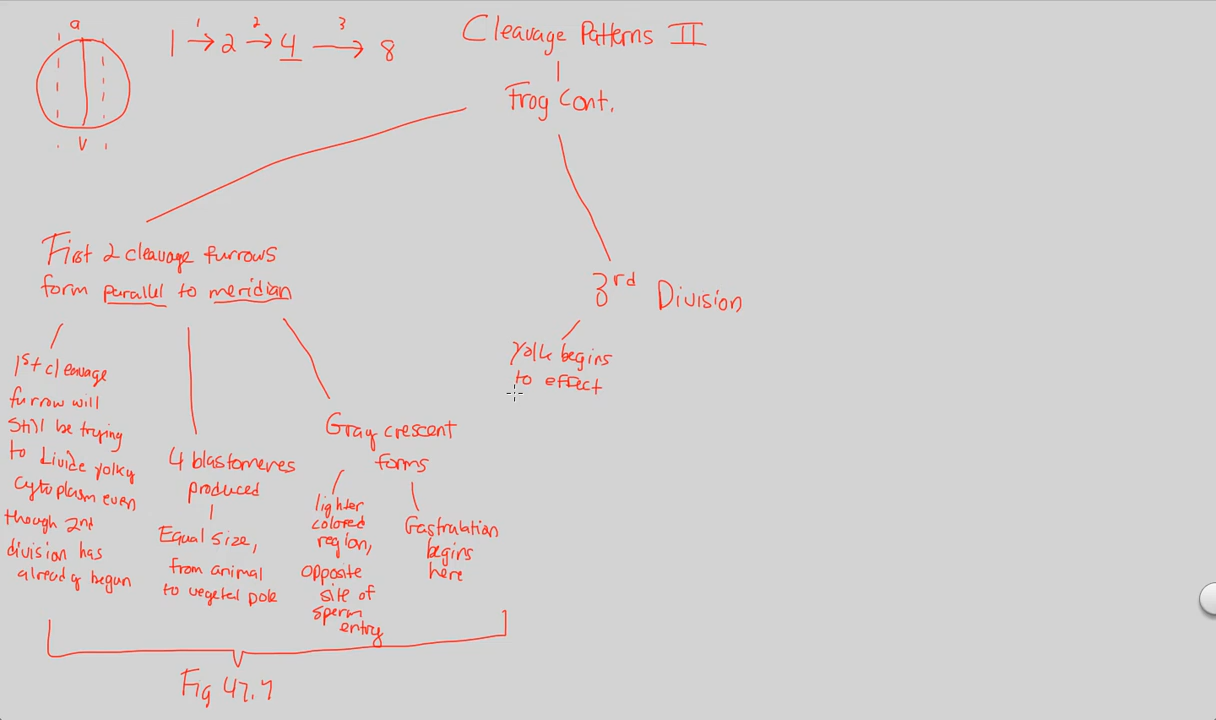 a
1 → 2 → 4 → 8
1 2 3
V
Cleavage Patterns II
Frog Cont.
First 2 cleavage furrows
form parallel to meridian
1st cleavage
furrow will
still be trying
to divide yolky
cytoplasm even
though 2nd
division has
already begun
4 blastomeres
produced
Equal size,
from animal
to vegetal pole
Gray crescent
forms
lighter
colored
region,
opposite
site of
sperm
entry
Gastrulation
begins
here
Fig 47.7
3rd Division
Yolk begins
to effect